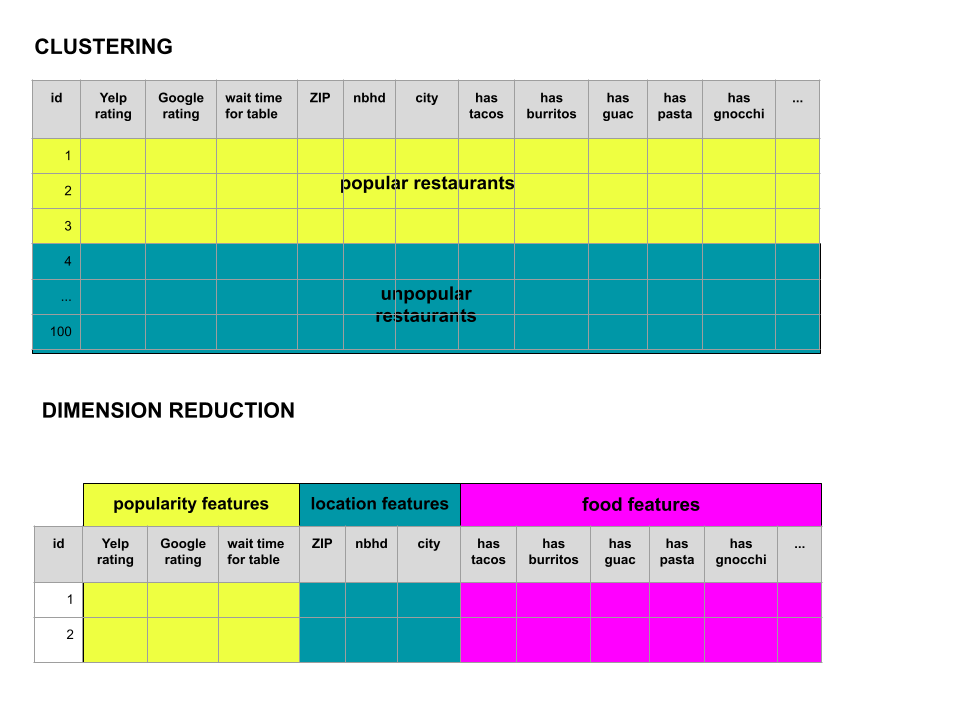 CLUSTERING
id Yelp rating Google rating wait time for table ZIP nbhd city has tacos has burritos has guac has pasta has gnocchi ...
1
2
popular restaurants
3
4
...
unpopular
restaurants
100
DIMENSION REDUCTION
popularity features location features food features
id Yelp rating Google rating wait time for table ZIP nbhd city has tacos has burritos has guac has pasta has gnocchi ...
1
2